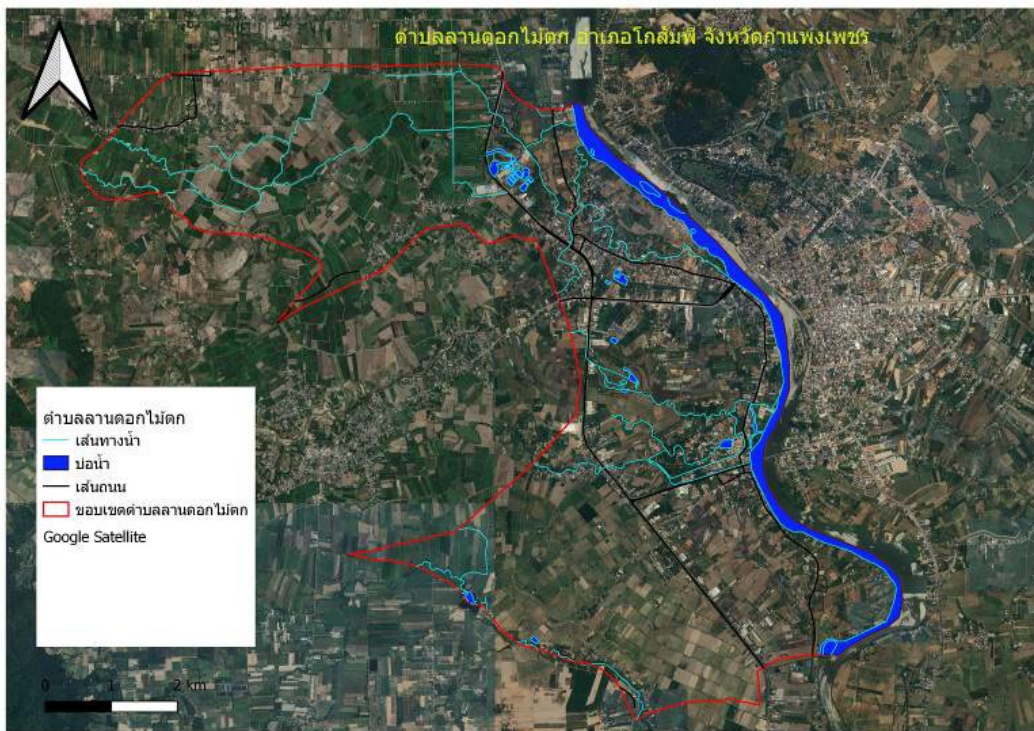 ตำบลลานดอกไม้ตก อำเภอโกสัมพี จังหวัดกำแพงเพชร
ตำบลลานดอกไม้ตก
เส้นทางน้ำ
บ่อน้ำ
เส้นถนน
ขอบเขตตำบลลานดอกไม้ตก
Google Satellite
0 1 2 km